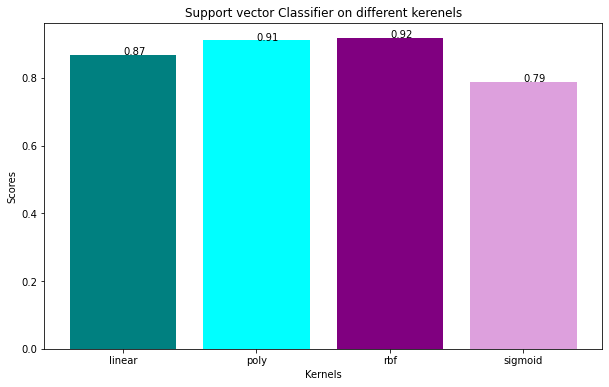 Support vector Classifier on different kerenels
0.87
0.91
0.92
0.79
Scores
0.8
0.6
0.4
0.2
0.0
linear
poly
rbf
sigmoid
Kernels